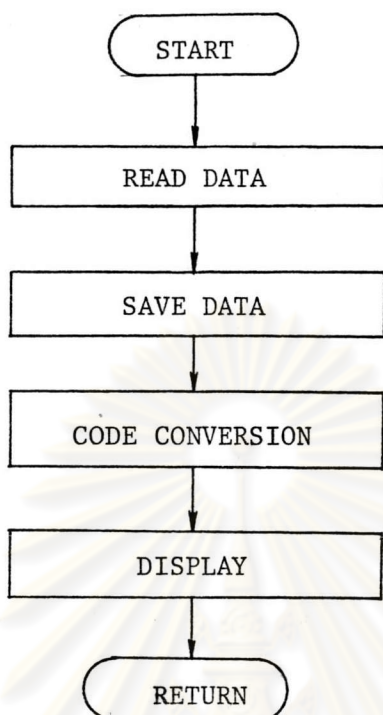 START
READ DATA
SAVE DATA
CODE CONVERSION
DISPLAY
RETURN